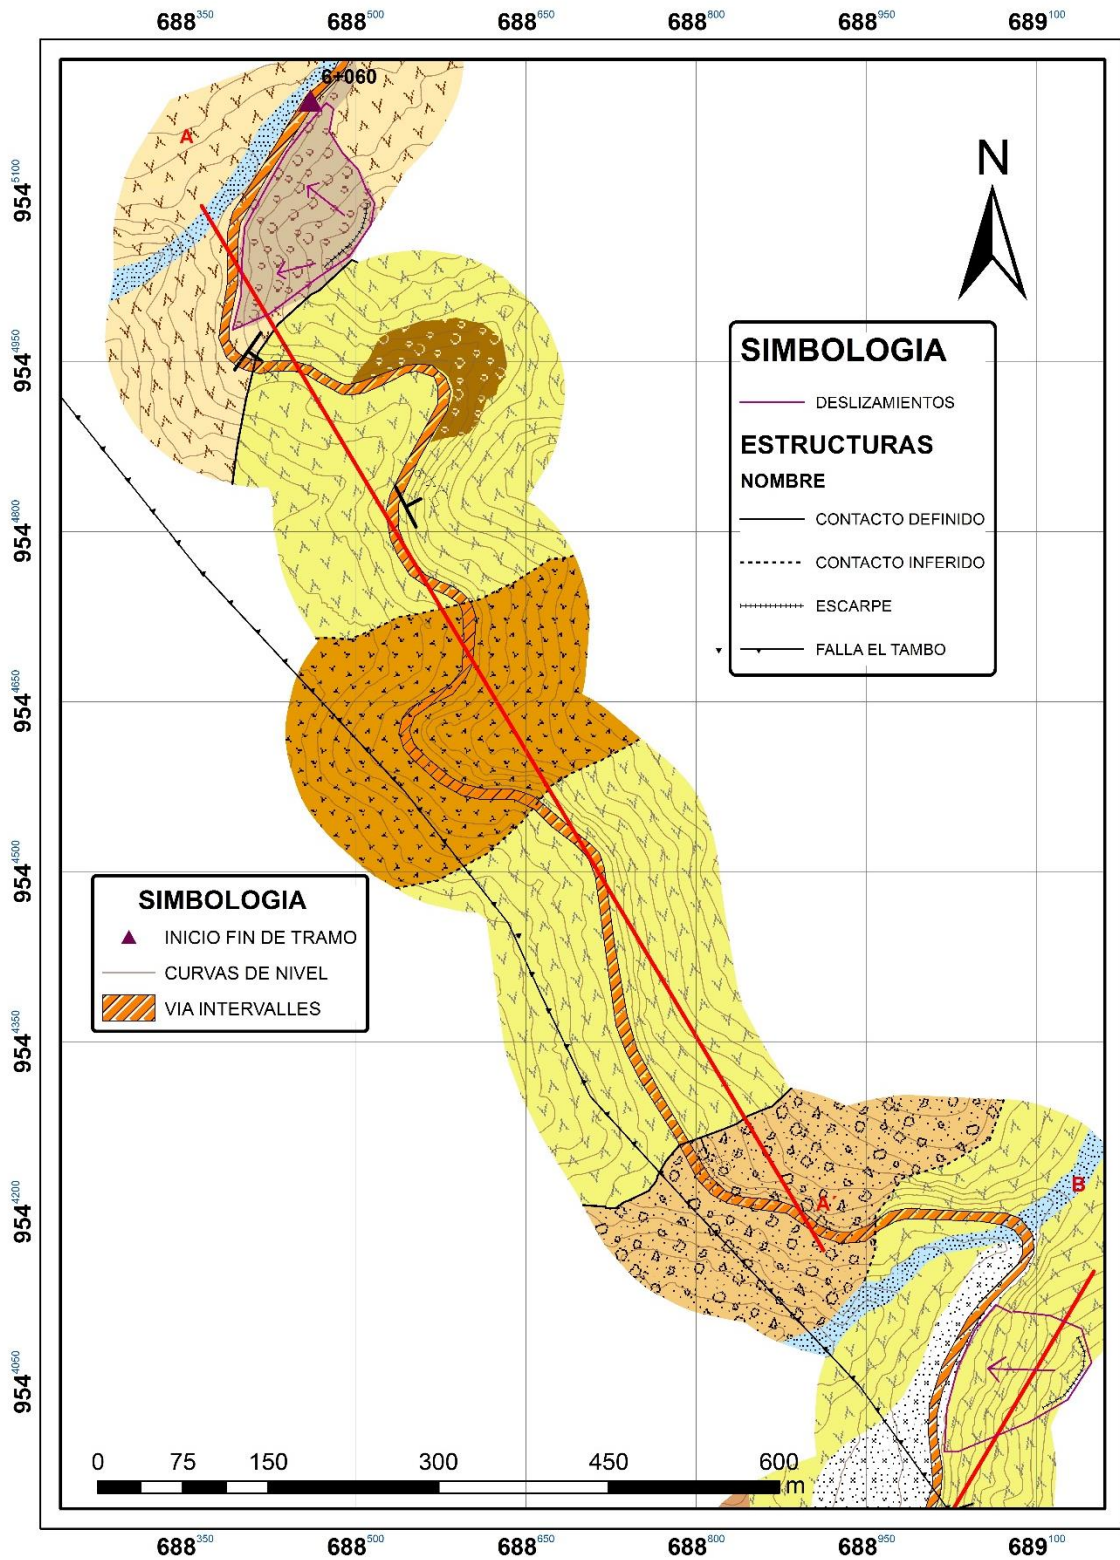 688350 688500 688650 688800 688950 689100
6+060
A
N
9545100
SIMBOLOGIA
9544950
DESLIZAMIENTOS
ESTRUCTURAS
NOMBRE
CONTACTO DEFINIDO
9544800
CONTACTO INFERIDO
ESCARPE
FALLA EL TAMBO
9544650
9544500
SIMBOLOGIA
INICIO FIN DE TRAMO
CURVAS DE NIVEL
VIA INTERVALLES
9544350
9544200
A´
B
9544050
0 75 150 300 450 600
m
688350 688500 688650 688800 688950 689100